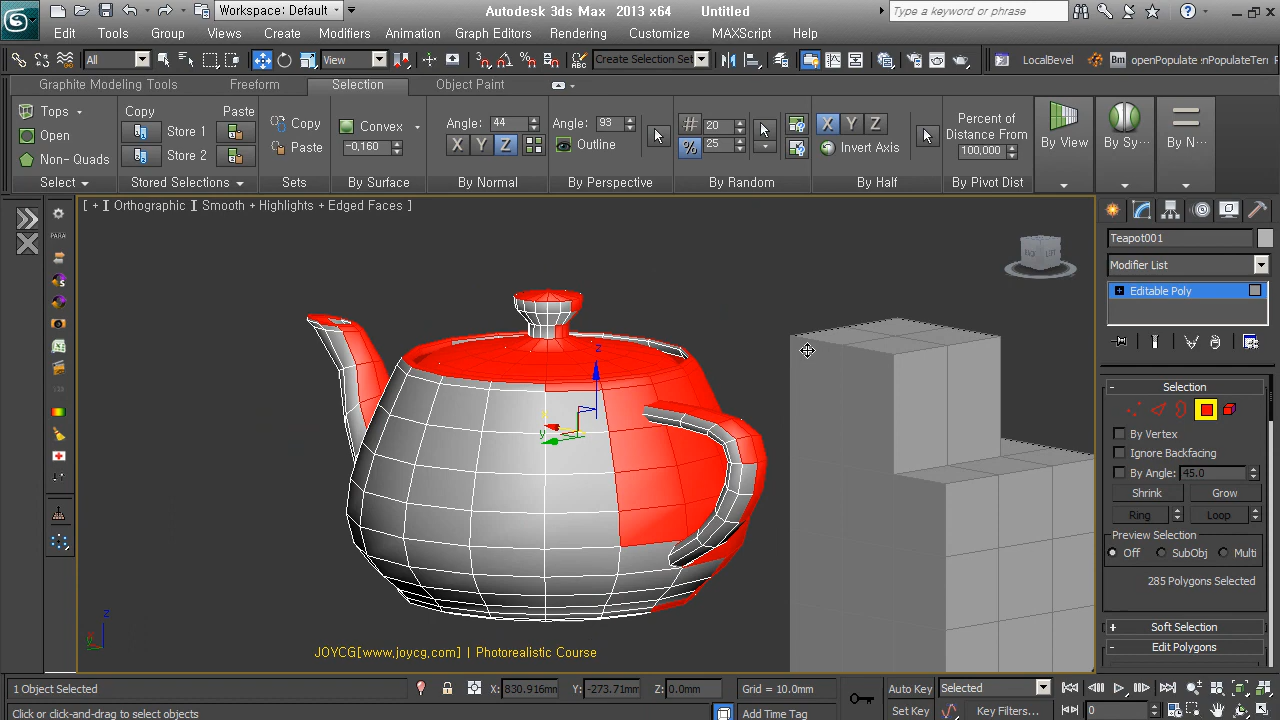 Workspace: Default
Autodesk 3ds Max 2013 x64 Untitled
Type a keyword or phrase
Edit Tools Group Views Create Modifiers Animation Graph Editors Rendering Customize MAXScript Help
All View Create Selection Set LocalBevel Bm openPopulate
Graphite Modeling Tools Freeform Selection Object Paint
Tops Copy Paste Copy Convex Angle: 44 Angle: 93 # 20 X Y Z Percent of
Open Store 1 Distance From
Non- Quads Store 2 Paste -0,160 X Y Z Outline % 25 Invert Axis 100,000 By View By Sy··· By N···
Select Stored Selections Sets By Surface By Normal By Perspective By Random By Half By Pivot Dist
[ + ] Orthographic ] Smooth + Highlights + Edged Faces ]
Teapot001
Modifier List
Editable Poly
PARA
z
y
Selection
By Vertex
Ignore Backfacing
By Angle: 45.0
Shrink Grow
Ring Loop
Preview Selection
Off SubObj Multi
285 Polygons Selected
Soft Selection
Edit Polygons
z
JOYCG[www.joycg.com] | Photorealistic Course
1 Object Selected X: 830.916mm Y: -273.71mm Z: 0.0mm Grid = 10.0mm Auto Key Selected
Click or click-and-drag to select objects Add Time Tag Set Key Key Filters... 0